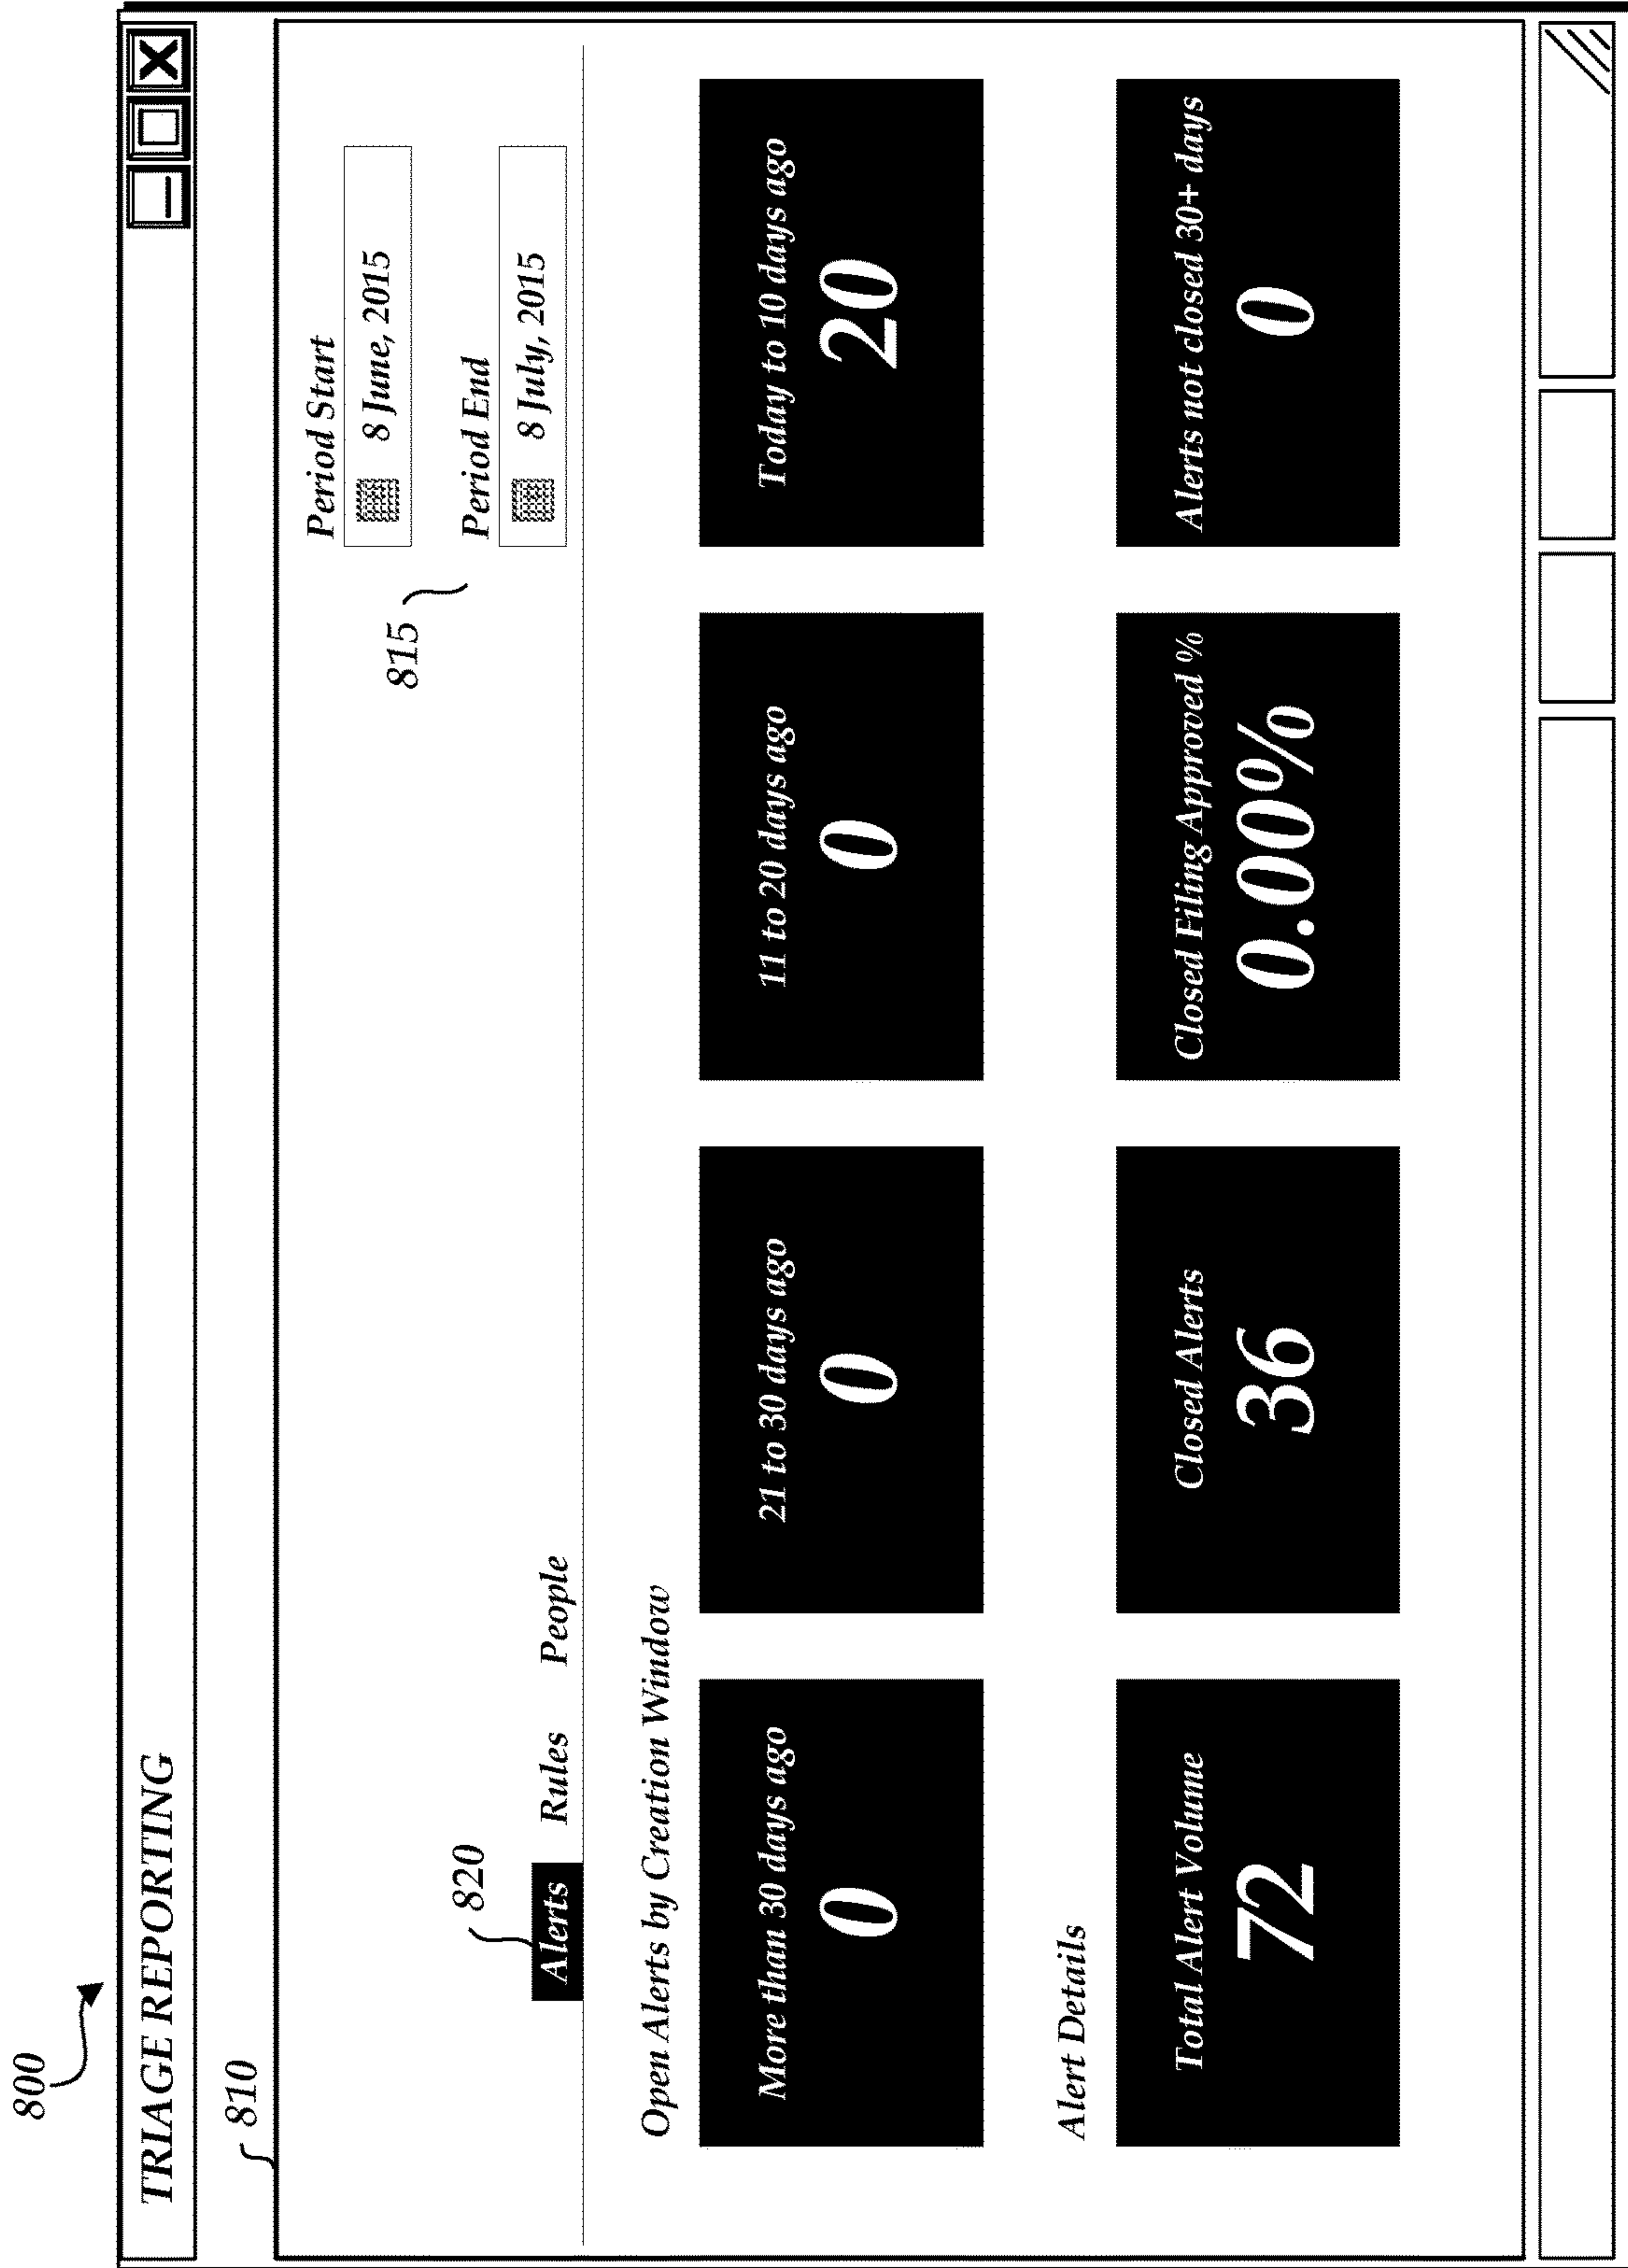 800
TRIAGE REPORTING
810
Period Start
8 June, 2015
815
Period End
8 July, 2015
820
Alerts Rules People
Open Alerts by Creation Window
More than 30 days ago
0
21 to 30 days ago
0
11 to 20 days ago
0
Today to 10 days ago
20
Alert Details
Total Alert Volume
72
Closed Alerts
36
Closed Filing Approved %
0.00%
Alerts not closed 30+ days
0